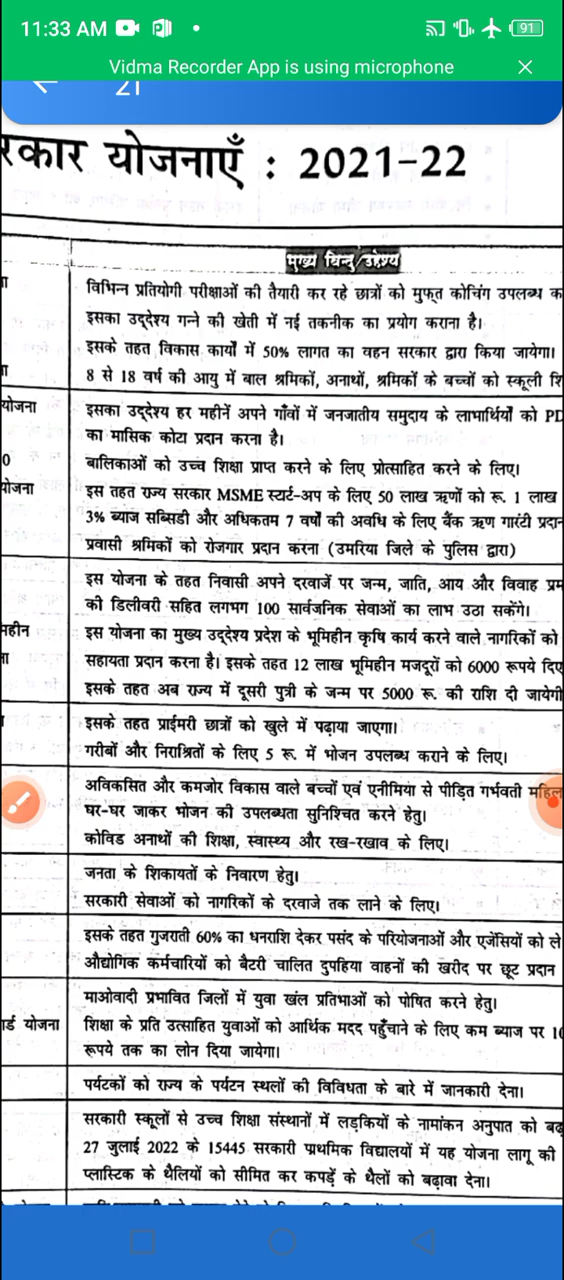 11:33 AM
91
Vidma Recorder App is using microphone
21
रकार योजनाएँ : 2021-22
मुख्य बिन्दु/उद्देश्य
विभिन्न प्रतियोगी परीक्षाओं की तैयारी कर रहे छात्रों को मुफ्त कोचिंग उपलब्ध क
इसका उद्देश्य गन्ने की खेती में नई तकनीक का प्रयोग कराना है।
इसके तहत विकास कार्यों में 50% लागत का वहन सरकार द्वारा किया जायेगा।
8 से 18 वर्ष की आयु में बाल श्रमिकों, अनाथों, श्रमिकों के बच्चों को स्कूली शि
योजना इसका उद्देश्य हर महीनें अपने गाँवों में जनजातीय समुदाय के लाभार्थियों को PD
का मासिक कोटा प्रदान करना है।
0 बालिकाओं को उच्च शिक्षा प्राप्त करने के लिए प्रोत्साहित करने के लिए।
योजना इस तहत राज्य सरकार MSME स्टार्ट-अप के लिए 50 लाख ऋणों को रू. 1 लाख
3% ब्याज सब्सिडी और अधिकतम 7 वर्षों की अवधि के लिए बैंक ऋण गारंटी प्रदान
प्रवासी श्रमिकों को रोजगार प्रदान करना (उमरिया जिले के पुलिस द्वारा)
इस योजना के तहत निवासी अपने दरवाजें पर जन्म, जाति, आय और विवाह प्रम
की डिलीवरी सहित लगभग 100 सार्वजनिक सेवाओं का लाभ उठा सकेंगे।
महीन इस योजना का मुख्य उद्देश्य प्रदेश के भूमिहीन कृषि कार्य करने वाले नागरिकों को
सहायता प्रदान करना है। इसके तहत 12 लाख भूमिहीन मजदूरों को 6000 रूपये दिए
इसके तहत अब राज्य में दूसरी पुत्री के जन्म पर 5000 रू. की राशि दी जायेगी
इसके तहत प्राईमरी छात्रों को खुले में पढ़ाया जाएगा।
गरीबों और निराश्रितों के लिए 5 रू. में भोजन उपलब्ध कराने के लिए।
अविकसित और कमजोर विकास वाले बच्चों एवं एनीमिया से पीड़ित गर्भवती महिल
घर-घर जाकर भोजन की उपलब्धता सुनिश्चित करने हेतु।
कोविड अनाथों की शिक्षा, स्वास्थ्य और रख-रखाव के लिए।
जनता के शिकायतों के निवारण हेतु।
सरकारी सेवाओं को नागरिकों के दरवाजे तक लाने के लिए।
इसके तहत गुजराती 60% का धनराशि देकर पसंद के परियोजनाओं और एजेंसियों को ले
औद्योगिक कर्मचारियों को बैटरी चालित दुपहिया वाहनों की खरीद पर छूट प्रदान
माओवादी प्रभावित जिलों में युवा खंल प्रतिभाओं को पोषित करने हेतु।
ार्ड योजना शिक्षा के प्रति उत्साहित युवाओं को आर्थिक मदद पहुँचाने के लिए कम ब्याज पर 10
रूपये तक का लोन दिया जायेगा।
पर्यटकों को राज्य के पर्यटन स्थलों की विविधता के बारे में जानकारी देना।
सरकारी स्कूलों से उच्च शिक्षा संस्थानों में लड़कियों के नामांकन अनुपात को बढ़
27 जुलाई 2022 के 15445 सरकारी प्राथमिक विद्यालयों में यह योजना लागू की
प्लास्टिक के थैलियों को सीमित कर कपड़ें के थैलों को बढ़ावा देना।